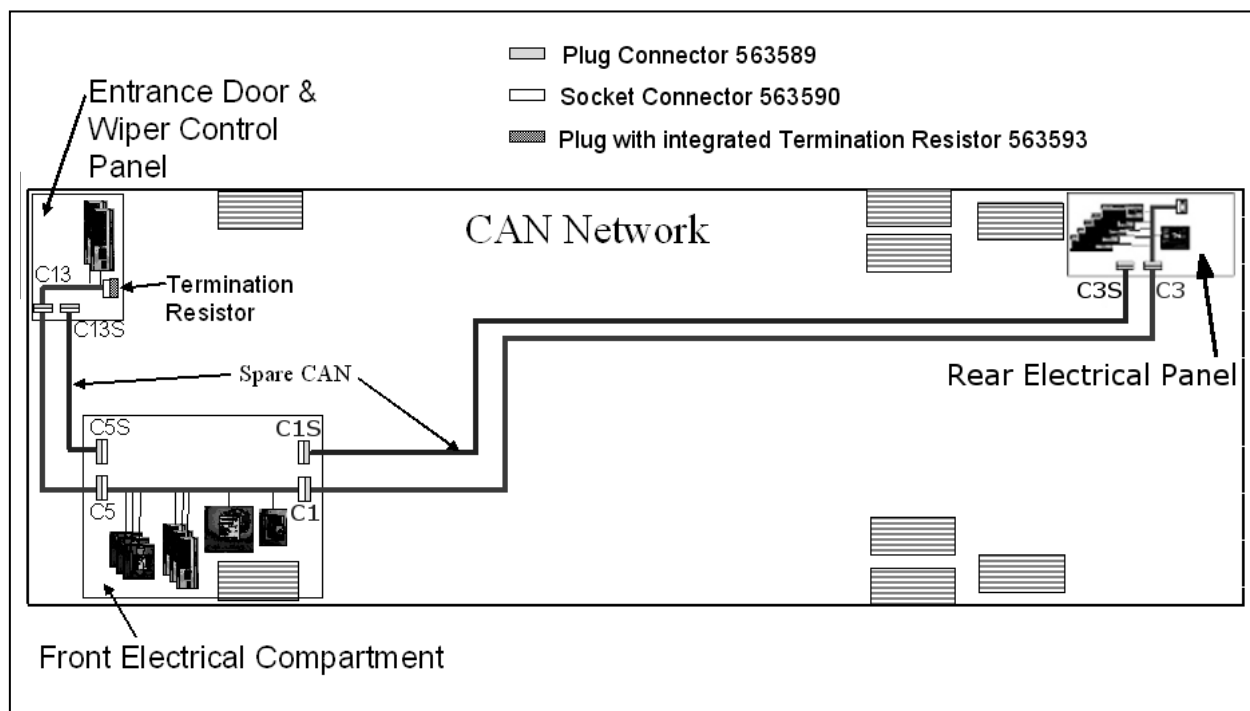 Plug Connector 563589
Socket Connector 563590
Plug with integrated Termination Resistor 563593
Entrance Door &
Wiper Control
Panel
CAN Network
C13
Termination
Resistor
C13S
C3S
C3
Spare CAN
Rear Electrical Panel
C5S
C1S
C5
C1
Front Electrical Compartment